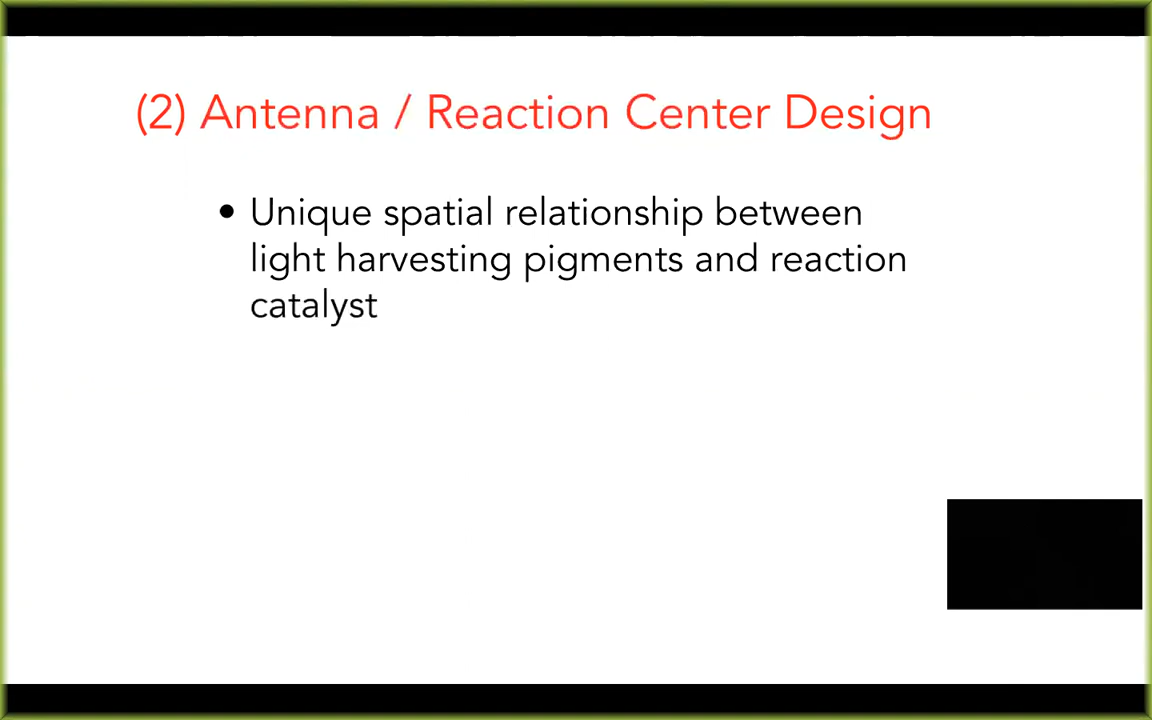 (2) Antenna / Reaction Center Design
• Unique spatial relationship between
light harvesting pigments and reaction
catalyst